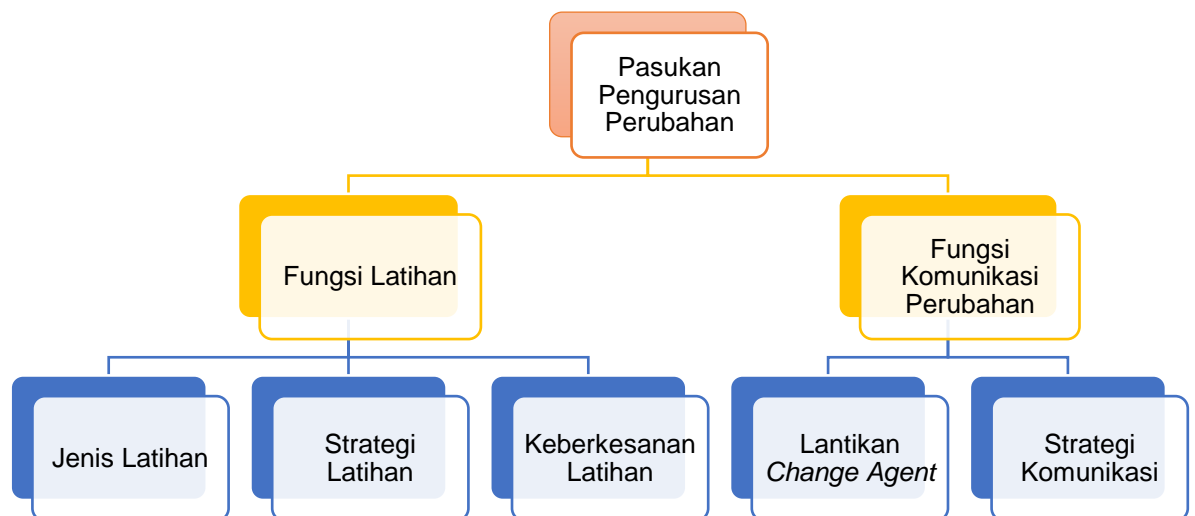 Pasukan
Pengurusan
Perubahan
Fungsi Latihan
Fungsi
Komunikasi
Perubahan
Jenis Latihan
Strategi
Latihan
Keberkesanan
Latihan
Lantikan
Change Agent
Strategi
Komunikasi